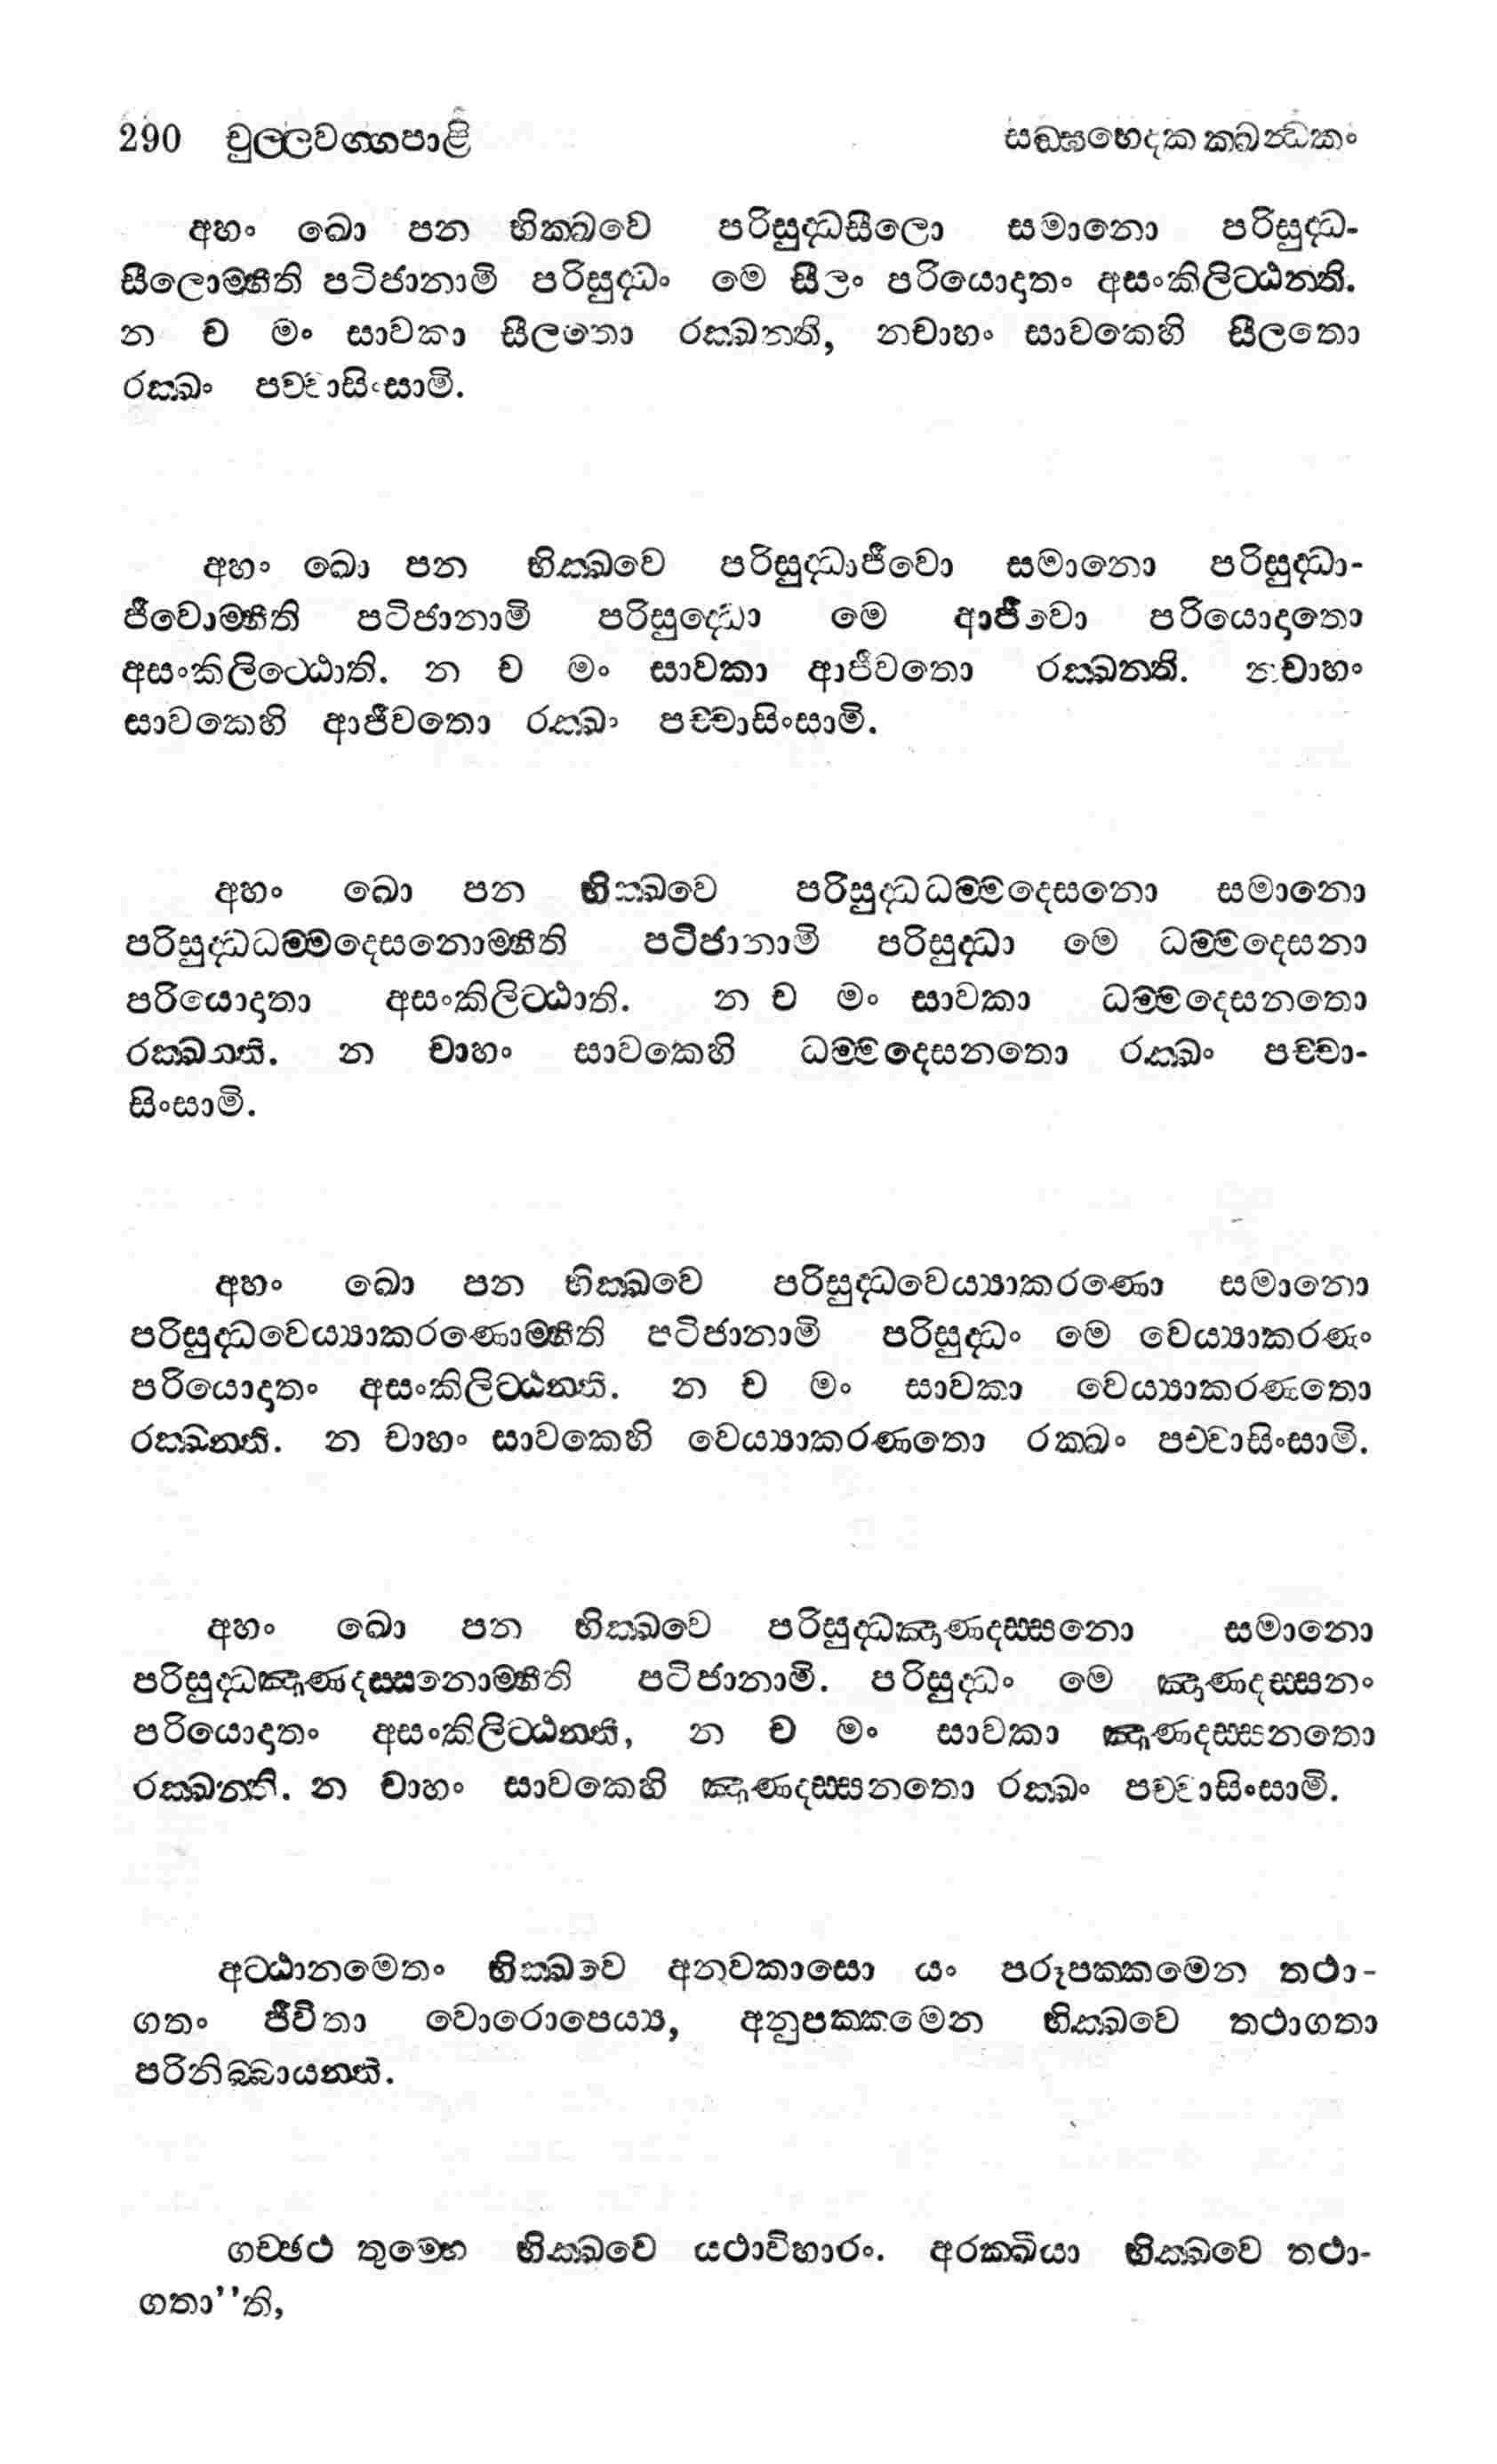 290 චුල්ලවග්ගපාළි සඞ්ඝභෙදකක්ඛන්ධකං
අහං ඛො පන භික්ඛවෙ පරිසුද්ධසීලො සමානො පරිසුද්ධ-
සීලොම්හීති පටිජානාමි පරිසුද්ධං මෙ සීලං පරියොදාතං අසංකිලිට්ඨන්ති.
න ච මං සාවකා සීලතො රක්ඛන්ති, නචාහං සාවකෙහි සීලතො
රක්ඛං පච්චාසිංසාමි.
අහං ඛො පන භික්ඛවෙ පරිසුද්ධාජීවො සමානො පරිසුද්ධා-
ජීවොම්හීති පටිජානාමි පරිසුද්ධො මෙ ආජීවො පරියොදාතො
අසංකිලිට්ඨොති. න ච මං සාවකා ආජීවතො රක්ඛන්ති. නචාහං
සාවකෙහි ආජීවතො රක්ඛං පච්චාසිංසාමි.
අහං ඛො පන භික්ඛවෙ පරිසුද්ධධම්මදෙසනො සමානො
පරිසුද්ධධම්මදෙසනොම්හීති පටිජානාමි පරිසුද්ධා මෙ ධම්මදෙසනා
පරියොදාතා අසංකිලිට්ඨාති. න ච මං සාවකා ධම්මදෙසනතො
රක්ඛන්ති. න චාහං සාවකෙහි ධම්මදෙසනතො රක්ඛං පච්චා-
සිංසාමි.
අහං ඛො පන භික්ඛවෙ පරිසුද්ධවෙය්‍යාකරණො සමානො
පරිසුද්ධවෙය්‍යාකරණොම්හීති පටිජානාමි පරිසුද්ධං මෙ වෙය්‍යාකරණං
පරියොදාතං අසංකිලිට්ඨන්ති. න ච මං සාවකා වෙය්‍යාකරණතො
රක්ඛන්ති. න චාහං සාවකෙහි වෙය්‍යාකරණතො රක්ඛං පච්චාසිංසාමි.
අහං ඛො පන භික්ඛවෙ පරිසුද්ධඤාණදස්සනො සමානො
පරිසුද්ධඤාණදස්සනොම්හීති පටිජානාමි. පරිසුද්ධං මෙ ඤාණදස්සනං
පරියොදාතං අසංකිලිට්ඨන්ති, න ච මං සාවකා ඤාණදස්සනතො
රක්ඛන්ති. න චාහං සාවකෙහි ඤාණදස්සනතො රක්ඛං පච්චාසිංසාමි.
අට්ඨානමෙතං භික්ඛවෙ අනවකාසො යං පරූපක්කමෙන තථා-
ගතං ජීවිතා වොරොපෙය්‍ය, අනුපක්කමෙන භික්ඛවෙ තථාගතා
පරිනිබ්බායන්ති.
ගච්ඡථ තුම්හෙ භික්ඛවෙ යථාවිහාරං. අරක්ඛියා භික්ඛවෙ තථා-
ගතා’’ති,